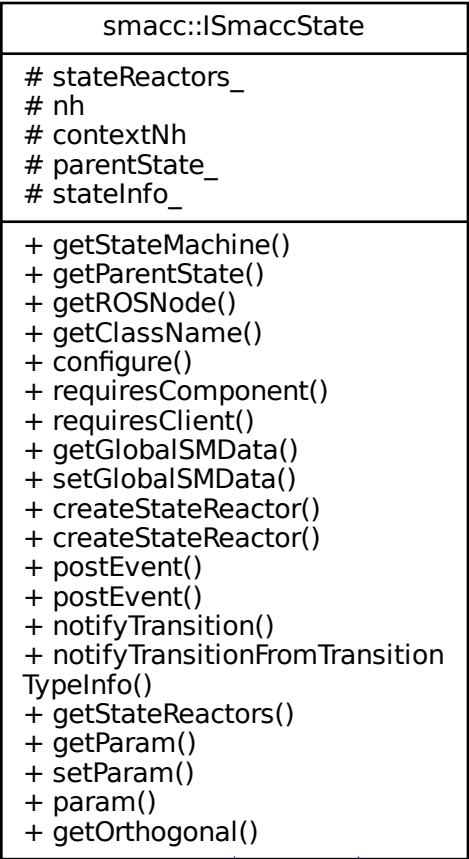 smacc::ISmaccState
# stateReactors_
# nh
# contextNh
# parentState_
# stateInfo_
+ getStateMachine()
+ getParentState()
+ getROSNode()
+ getClassName()
+ configure()
+ requiresComponent()
+ requiresClient()
+ getGlobalSMData()
+ setGlobalSMData()
+ createStateReactor()
+ createStateReactor()
+ postEvent()
+ postEvent()
+ notifyTransition()
+ notifyTransitionFromTransition
TypeInfo()
+ getStateReactors()
+ getParam()
+ setParam()
+ param()
+ getOrthogonal()